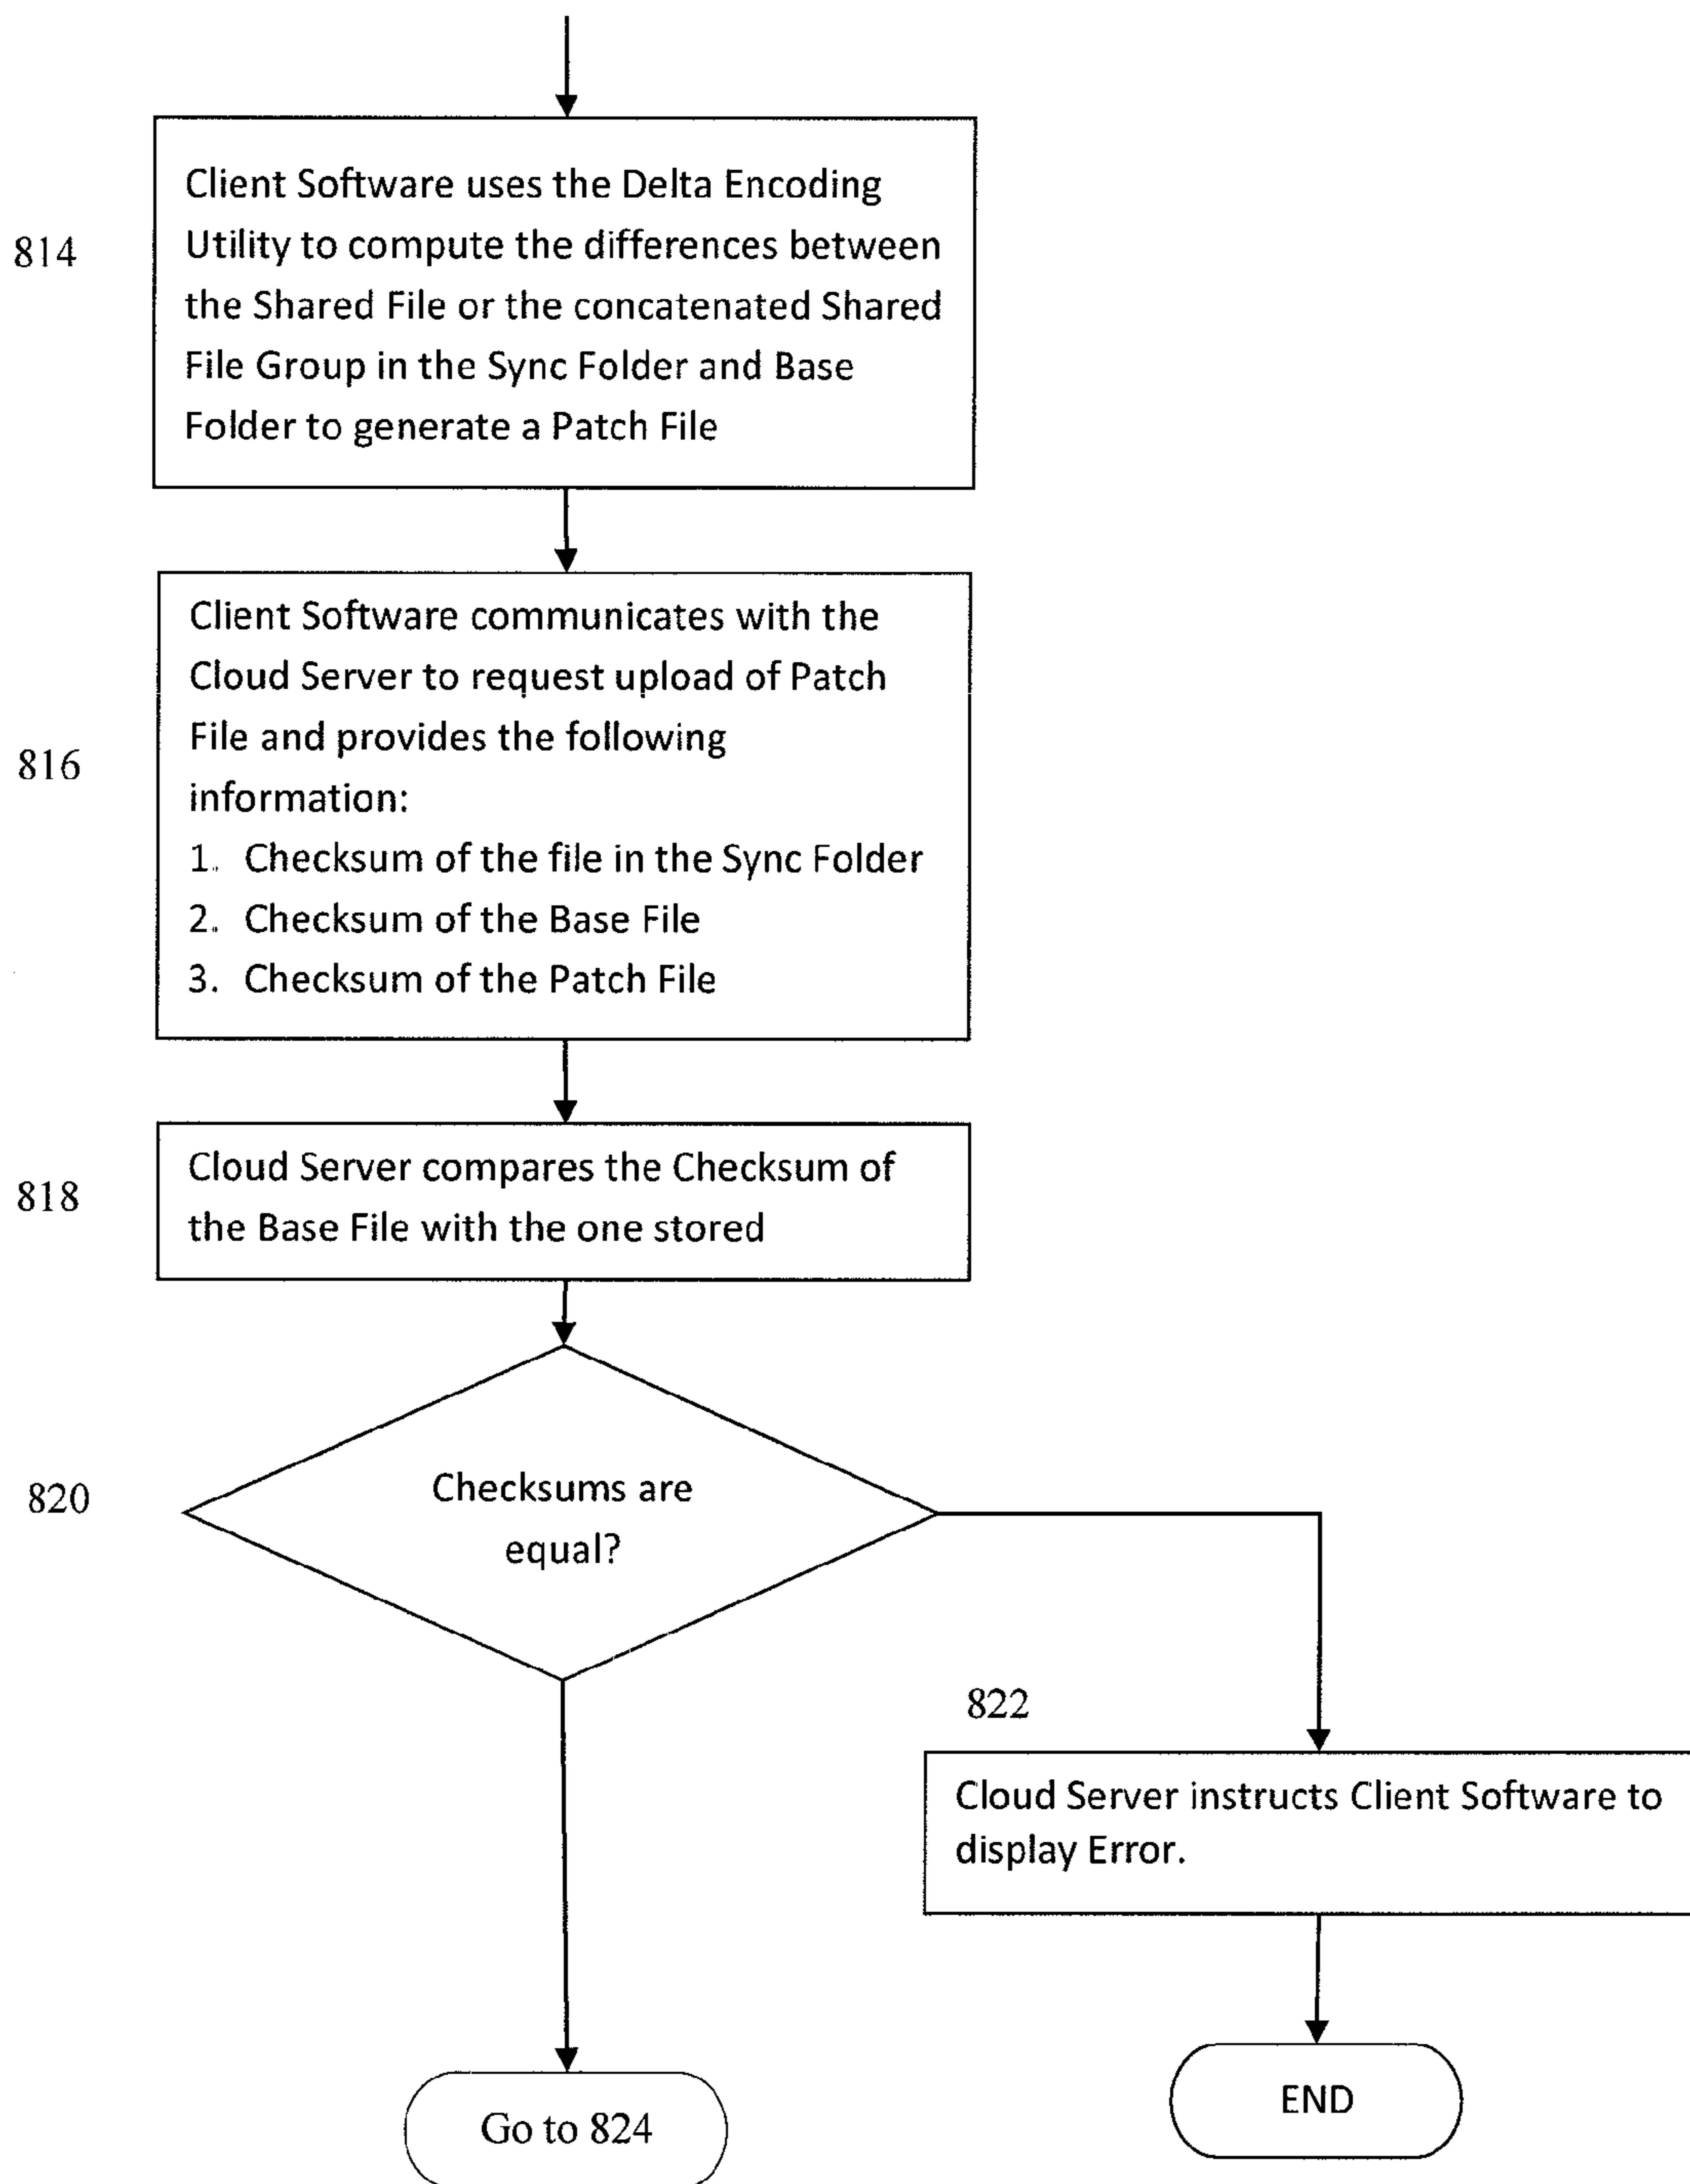 814
Client Software uses the Delta Encoding
Utility to compute the differences between
the Shared File or the concatenated Shared
File Group in the Sync Folder and Base
Folder to generate a Patch File
816
Client Software communicates with the
Cloud Server to request upload of Patch
File and provides the following
information:
1. Checksum of the file in the Sync Folder
2. Checksum of the Base File
3. Checksum of the Patch File
818
Cloud Server compares the Checksum of
the Base File with the one stored
820
Checksums are
equal?
822
Cloud Server instructs Client Software to
display Error.
END
Go to 824